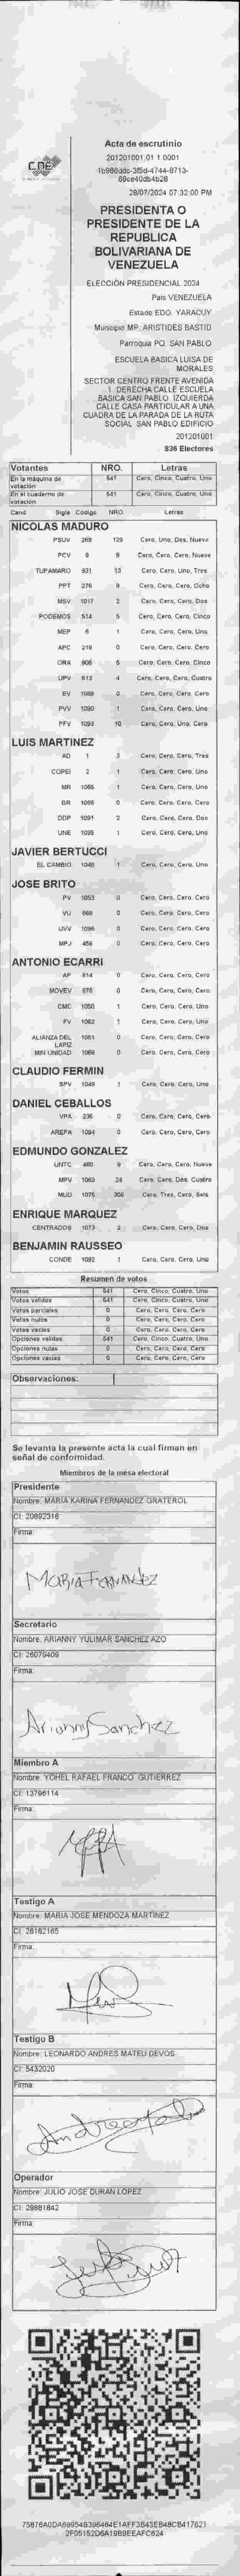 CNE
Acta de escrutinio
201201001.01.1.0001
28/07/2024 07:32:00 PM
PRESIDENTA O
PRESIDENTE DE LA
REPUBLICA
BOLIVARIANA DE
VENEZUELA
ELECCIÓN PRESIDENCIAL 2024
Pais VENEZUELA
Estado EDO. YARACUY
Municipio MP. ARISTIDES BASTID
Parroquia PQ. SAN PABLO
ESCUELA BASICA LUISA DE
MORALES
SECTOR CENTRO FRENTE AVENIDA
1. DERECHA CALLE ESCUELA
BASICA SAN PABLO. IZQUIERDA
CALLE CASA PARTICULAR A UNA
CUADRA DE LA PARADA DE LA RUTA
SOCIAL SAN PABLO EDIFICIO
201201001
836 Electores
Votantes NRO. Letras
En la máquina de votación 541 Cero, Cinco, Cuatro, Uno
En el cuaderno de votación 541 Cero, Cinco, Cuatro, Uno
Cand Sigla Codigo NRO. Letras
NICOLAS MADURO
PSUV 269 129 Cero, Uno, Dos, Nueve
PCV 9 9 Cero, Cero, Cero, Nueve
TUPAMARO 931 13 Cero, Cero, Uno, Tres
PPT 276 Cero, Cero, Cero, Ocho
MSV 1017 2 Cero, Cero, Cero, Dos
PODEMOS 514 5 Cero, Cero, Cero, Cinco
MEP 6 1 Cero, Cero, Cero, Uno
APC 219 0 Cero, Cero, Cero, Cero
ORA 906 5 Cero, Cero, Cero, Cinco
UPV 613 4 Cero, Cero, Cero, Cuatro
EV 1089 0 Cero, Cero, Cero, Cero
PVV 1090 1 Cero, Cero, Cero, Uno
PFV 1093 10 Cero, Cero, Uno, Cero
LUIS MARTINEZ
AD 1 3 Cero, Cero, Cero, Tres
COPEI 2 1 Cero, Cero, Cero, Uno
MR 1 Cero, Cero, Cero, Uno
BR 1066 0 Cero, Cero, Cero, Cero
DDP 1091 2 Cero, Cero, Cero, Dos
UNE 1095 1 Cero, Cero, Cero, Uno
JAVIER BERTUCCI
EL CAMBIO 1048 1 Cero, Cero, Cero, Uno
JOSE BRITO
PV 1053 0 Cero, Cero, Cero, Cero
VU 868 0 Cero, Cero, Cero, Cero
UVV 1096 0 Cero, Cero, Cero, Cero
MPJ 458 0 Cero, Cero, Cero, Cero
ANTONIO ECARRI
AP 814 0 Cero, Cero, Cero, Cero
MOVEV 878 0 Cero, Cero, Cero, Cero
CMC 1050 1 Cero, Cero, Cero, Uno
FV 1062 1 Cero, Cero, Cero, Uno
ALIANZA DEL LAPIZ 1051 0 Cero, Cero, Cero, Cero
MIN UNIDAD 1068 0 Cero, Cero, Cero, Cero
CLAUDIO FERMIN
SPV 1049 1 Cero, Cero, Cero, Uno
DANIEL CEBALLOS
VPA 236 0 Cero, Cero, Cero, Cero
AREPA 1094 0 Cero, Cero, Cero, Cero
EDMUNDO GONZALEZ
UNTC 460 9 Cero, Cero, Cero, Nueve
MPV 1069 24 Cero, Cero, Dos, Cuatro
MUD 1075 306 Cero, Tres, Cero, Seis
ENRIQUE MARQUEZ
CENTRADOS 1073 2 Cero, Cero, Cero, Dos
BENJAMIN RAUSSEO
CONDE 1092 1 Cero, Cero, Cero, Uno
Resumen de votos
Votos 541 Cero, Cinco, Cuatro, Uno
Votos validos 541 Cero, Cinco, Cuatro, Uno
Votos parciales 0 Cero, Cero, Cero, Cero
Votos nulos 0 Cero, Cero, Cero, Cero
Votos vacios 0 Cero, Cero, Cero, Cero
Opciones validas 541 Cero, Cinco, Cuatro, Uno
Opciones nulas 0 Cero, Cero, Cero, Cero
Opciones vacias 0 Cero, Cero, Cero, Cero
Observaciones:
Se levanta la presente acta la cual firman en
señal de conformidad.
Miembros de la mesa electoral
Presidente
Nombre: MARIA KARINA FERNANDEZ GRATEROL
CI: 20892316
Firma:
MARIA FERNANDEZ
Secretario
Nombre: ARIANNY YULIMAR SANCHEZ AZO
CI: 26079409
Firma:
Arianny Sanchez
Miembro A
Nombre: YOHEL RAFAEL FRANCO GUTIERREZ
CI: 13796114
Firma:
Testigo A
Nombre: MARIA JOSE MENDOZA MARTINEZ
CI: 26162165
Firma:
Testigo B
Nombre: LEONARDO ANDRES MATEU DEVOS
CI: 5432020
Firma:
Operador
Nombre: JULIO JOSE DURAN LOPEZ
CI: 29881842
Firma: